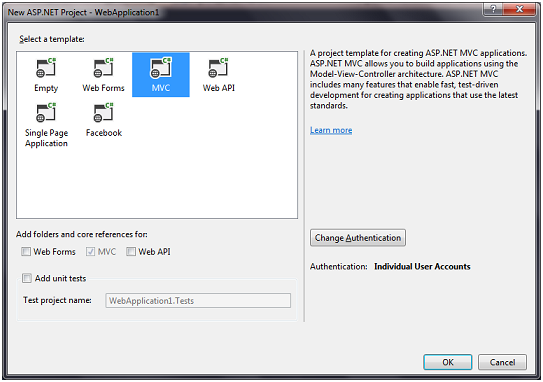 New ASP.NET Project - WebApplication1
Select a template:
C# C# C# C#
Empty Web Forms MVC Web API
C# C#
Single Page Facebook
Application
A project template for creating ASP.NET MVC applications.
ASP.NET MVC allows you to build applications using the
Model-View-Controller architecture. ASP.NET MVC
includes many features that enable fast, test-driven
development for creating applications that use the latest
standards.
Learn more
Add folders and core references for:
Web Forms MVC Web API
Add unit tests
Test project name: WebApplication1.Tests
Change Authentication
Authentication: Individual User Accounts
OK Cancel